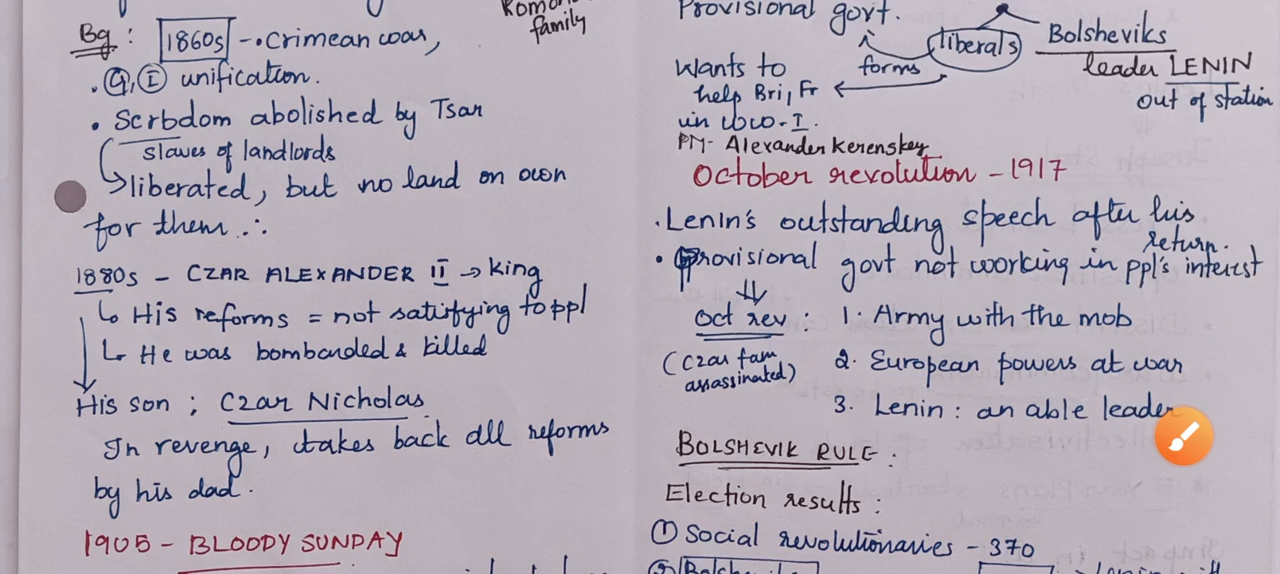 Romano
family
Bg : 1860s - . Crimean war,
. G, I unification.
. Serbdom abolished by Tsar
slaves of landlords
liberated, but no land on own
for them ∴
1880s - CZAR ALEXANDER II → king
His reforms = not satisfying to ppl
He was bombarded & killed
His son ; Czar Nicholas
In revenge, takes back all reforms
by his dad.
1905 - BLOODY SUNDAY
Provisional govt.
liberals
forms
Bolsheviks
leader LENIN
out of station
Wants to
help Bri, Fr
in WW-I.
PM- Alexander Kerenskey
October revolution - 1917
. Lenin's outstanding speech after his
return.
. Provisional govt not working in ppl's interest
Oct rev : 1. Army with the mob
(Czar fam
assassinated)
2. European powers at war
3. Lenin : an able leader
BOLSHEVIK RULE :
Election results :
① Social revolutionaries - 370